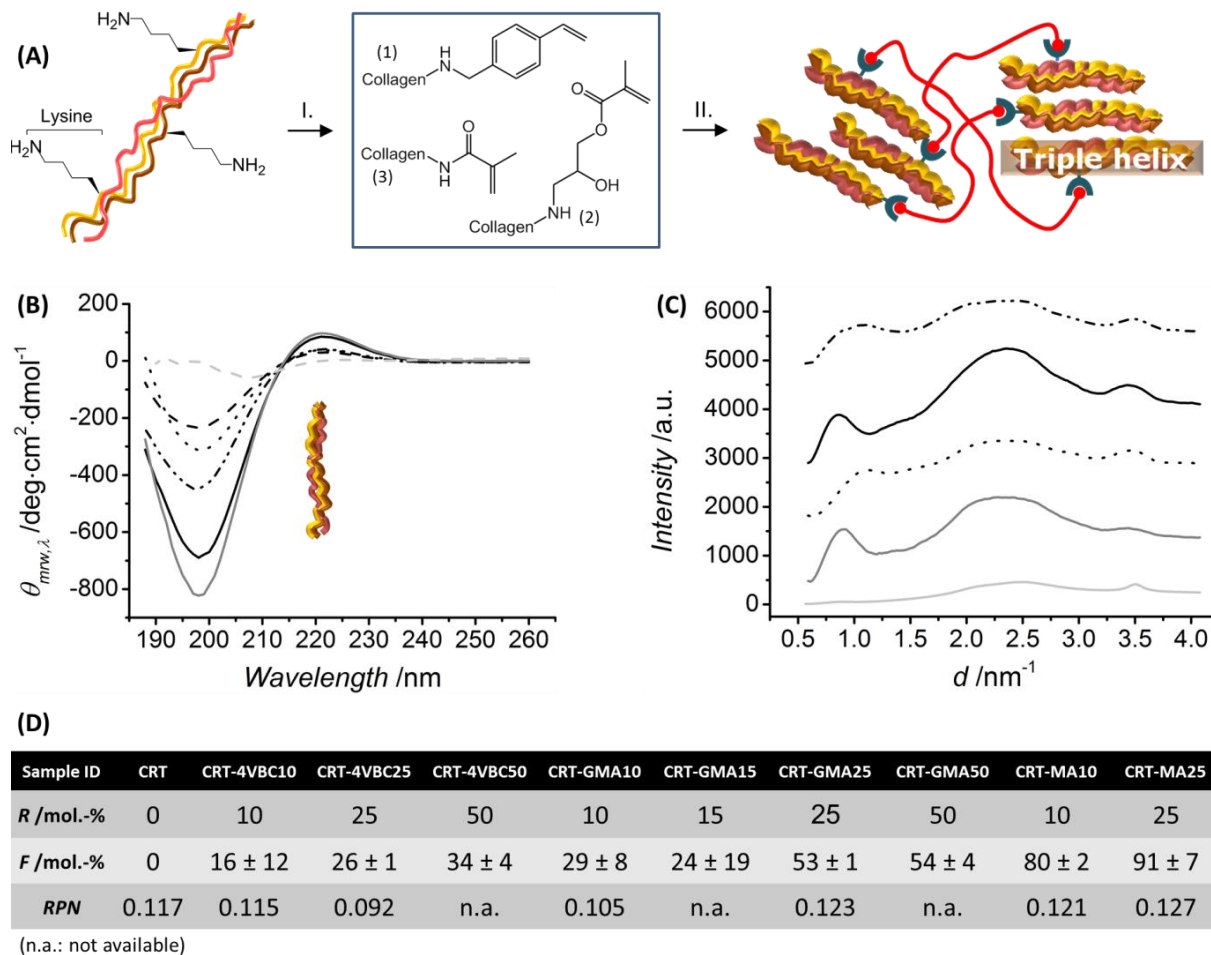 (A)
H₂N
Lysine
H₂N
NH₂
I.
(1)
H
N
Collagen
O
Collagen
N
H
(3)
O
O
OH
NH
Collagen
(2)
II.
Triple helix
(B)
200
0
-200
-400
-600
-800
θmrw,λ /deg·cm²·dmol⁻¹
190 200 210 220 230 240 250 260
Wavelength /nm
(C)
6000
5000
4000
3000
2000
1000
0
Intensity /a.u.
0.5 1.0 1.5 2.0 2.5 3.0 3.5 4.0
d /nm⁻¹
(D)
Sample ID CRT CRT-4VBC10 CRT-4VBC25 CRT-4VBC50 CRT-GMA10 CRT-GMA15 CRT-GMA25 CRT-GMA50 CRT-MA10 CRT-MA25
R /mol.-% 0 10 25 50 10 15 25 50 10 25
F /mol.-% 0 16 ± 12 26 ± 1 34 ± 4 29 ± 8 24 ± 19 53 ± 1 54 ± 4 80 ± 2 91 ± 7
RPN 0.117 0.115 0.092 n.a. 0.105 n.a. 0.123 n.a. 0.121 0.127
(n.a.: not available)